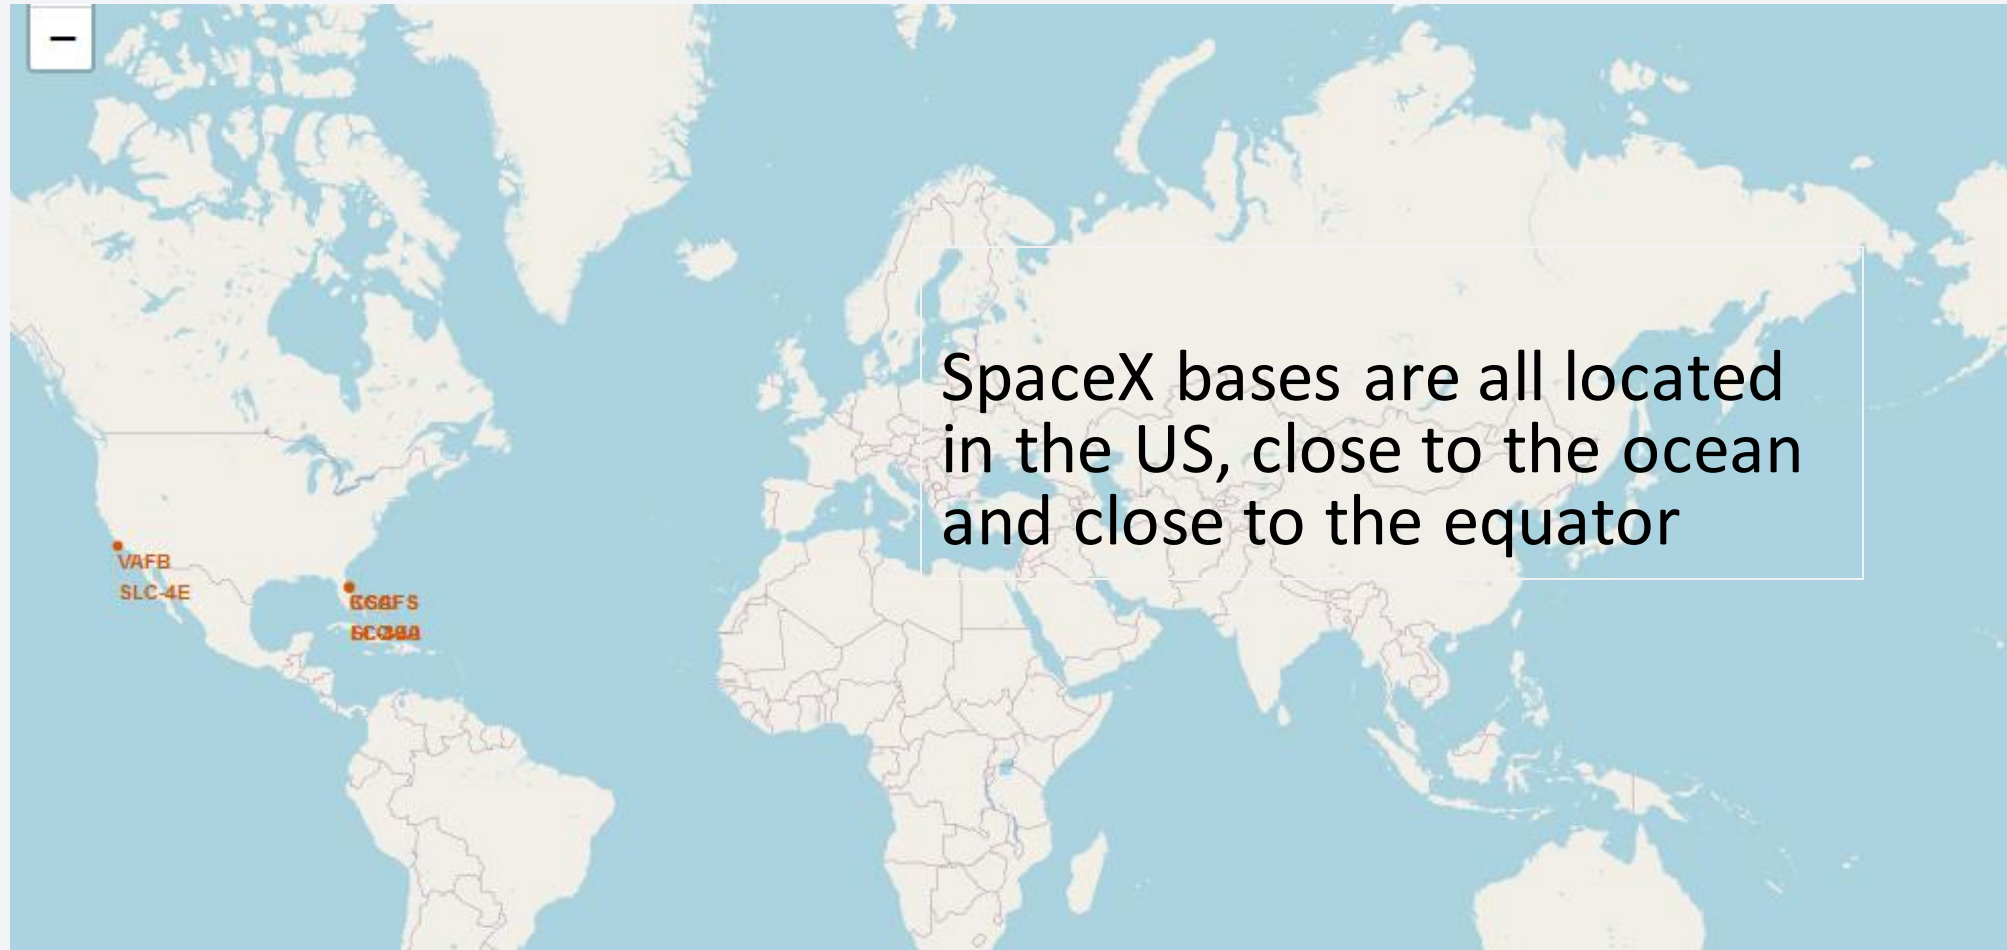 −
SpaceX bases are all located
in the US, close to the ocean
and close to the equator
VAFB
SLC-4E